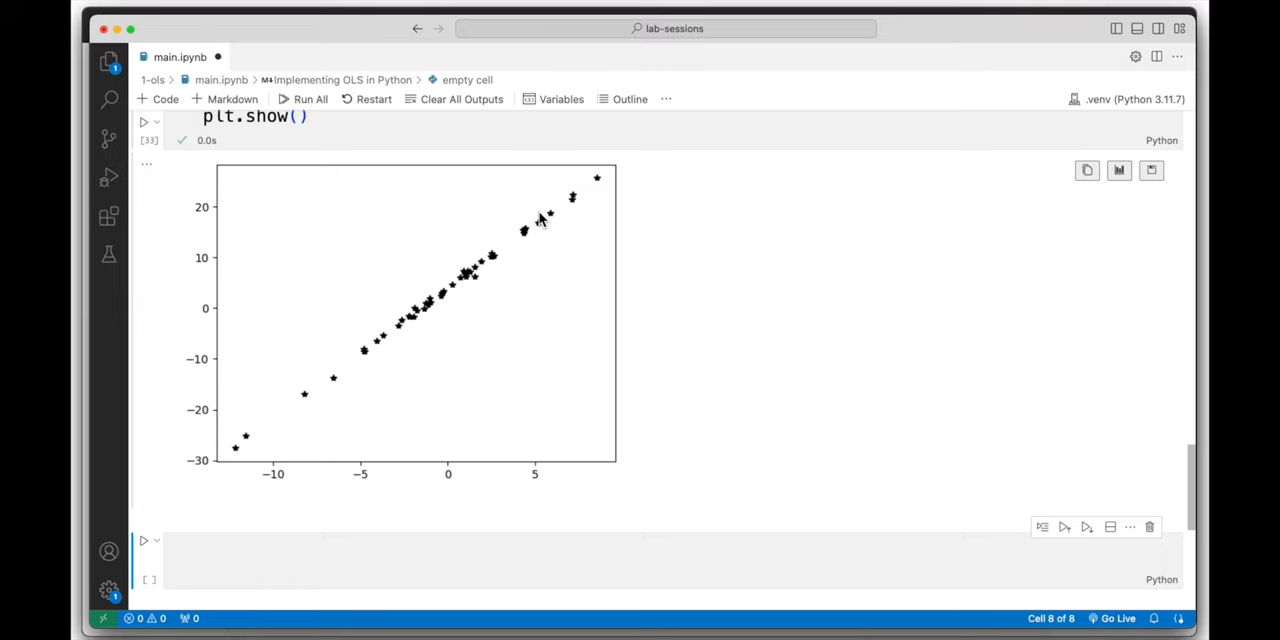 lab-sessions
main.ipynb
1-ols > main.ipynb > M↓Implementing OLS in Python > empty cell
+ Code + Markdown Run All Restart Clear All Outputs Variables Outline ... .venv (Python 3.11.7)
plt.show()
[33] 0.0s Python
...
20
10
0
−10
−20
−30
−10 −5 0 5
[ ] Python
1
1
0 0 0 Cell 8 of 8 Go Live